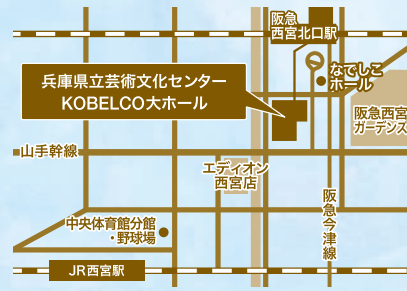 阪急
西宮北口駅
なでしこ
ホール
兵庫県立芸術文化センター
KOBELCO大ホール
阪急西宮
ガーデンズ
山手幹線
エディオン
西宮店
阪急今津線
中央体育館分館
・野球場
JR西宮駅